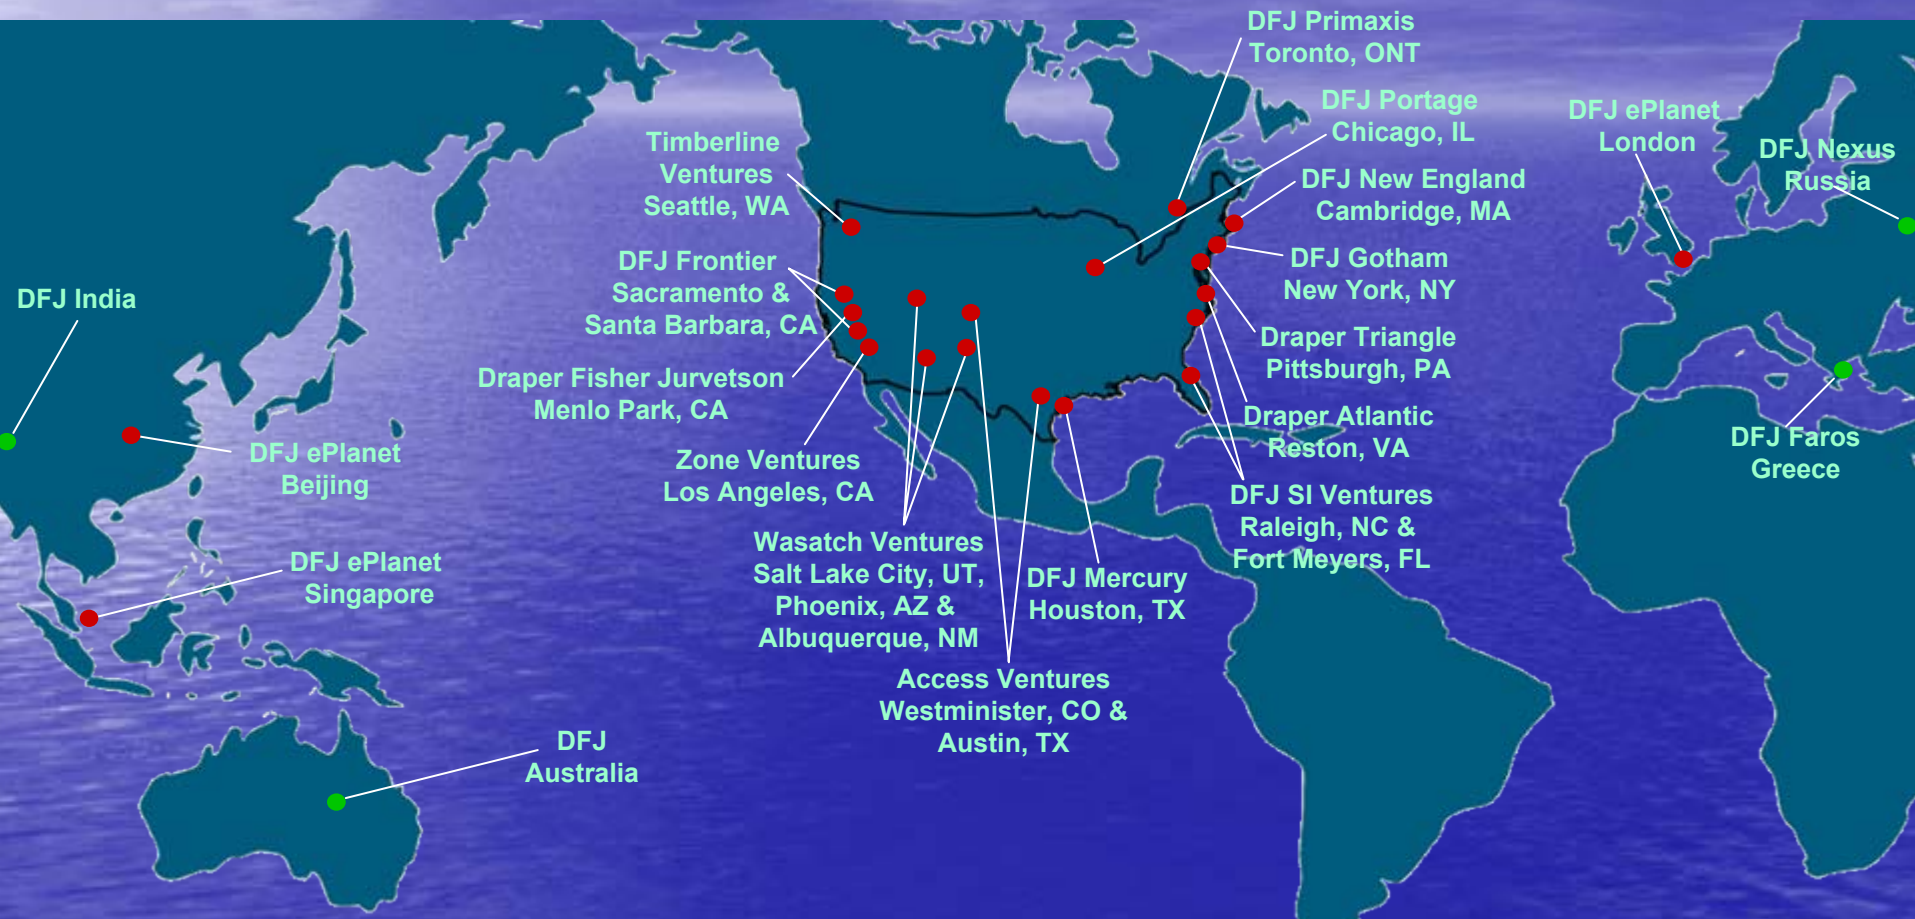 DFJ Primaxis
Toronto, ONT
DFJ Portage
Chicago, IL
DFJ ePlanet
London
DFJ Nexus
Russia
Timberline
Ventures
Seattle, WA
DFJ New England
Cambridge, MA
DFJ Frontier
Sacramento &
Santa Barbara, CA
DFJ Gotham
New York, NY
DFJ India
Draper Triangle
Pittsburgh, PA
Draper Fisher Jurvetson
Menlo Park, CA
Draper Atlantic
Reston, VA
DFJ Faros
Greece
DFJ ePlanet
Beijing
Zone Ventures
Los Angeles, CA
DFJ SI Ventures
Raleigh, NC &
Fort Meyers, FL
Wasatch Ventures
Salt Lake City, UT,
Phoenix, AZ &
Albuquerque, NM
DFJ ePlanet
Singapore
DFJ Mercury
Houston, TX
Access Ventures
Westminister, CO &
Austin, TX
DFJ
Australia